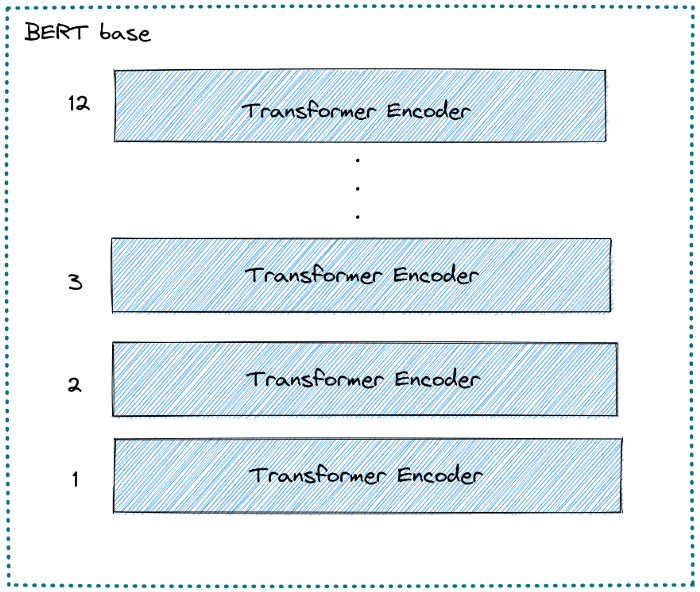 BERT base
12
Transformer Encoder
.
.
.
3
Transformer Encoder
2
Transformer Encoder
1
Transformer Encoder